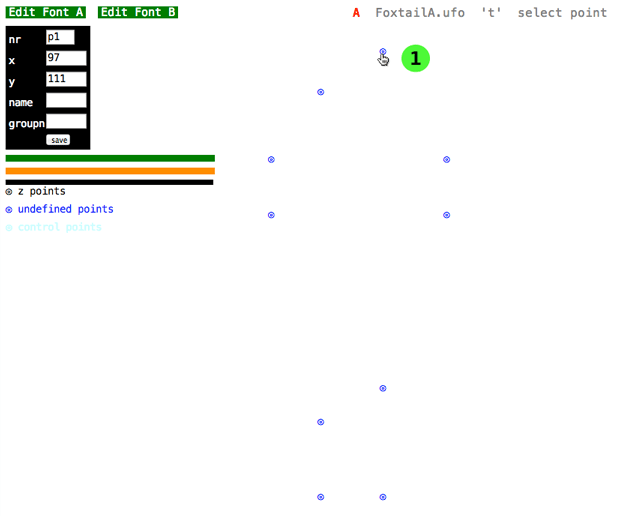 Edit Font A Edit Font B A FoxtailA.ufo 't' select point
nr p1
x 97
y 111
name
groupn
save
z points
undefined points
control points
1